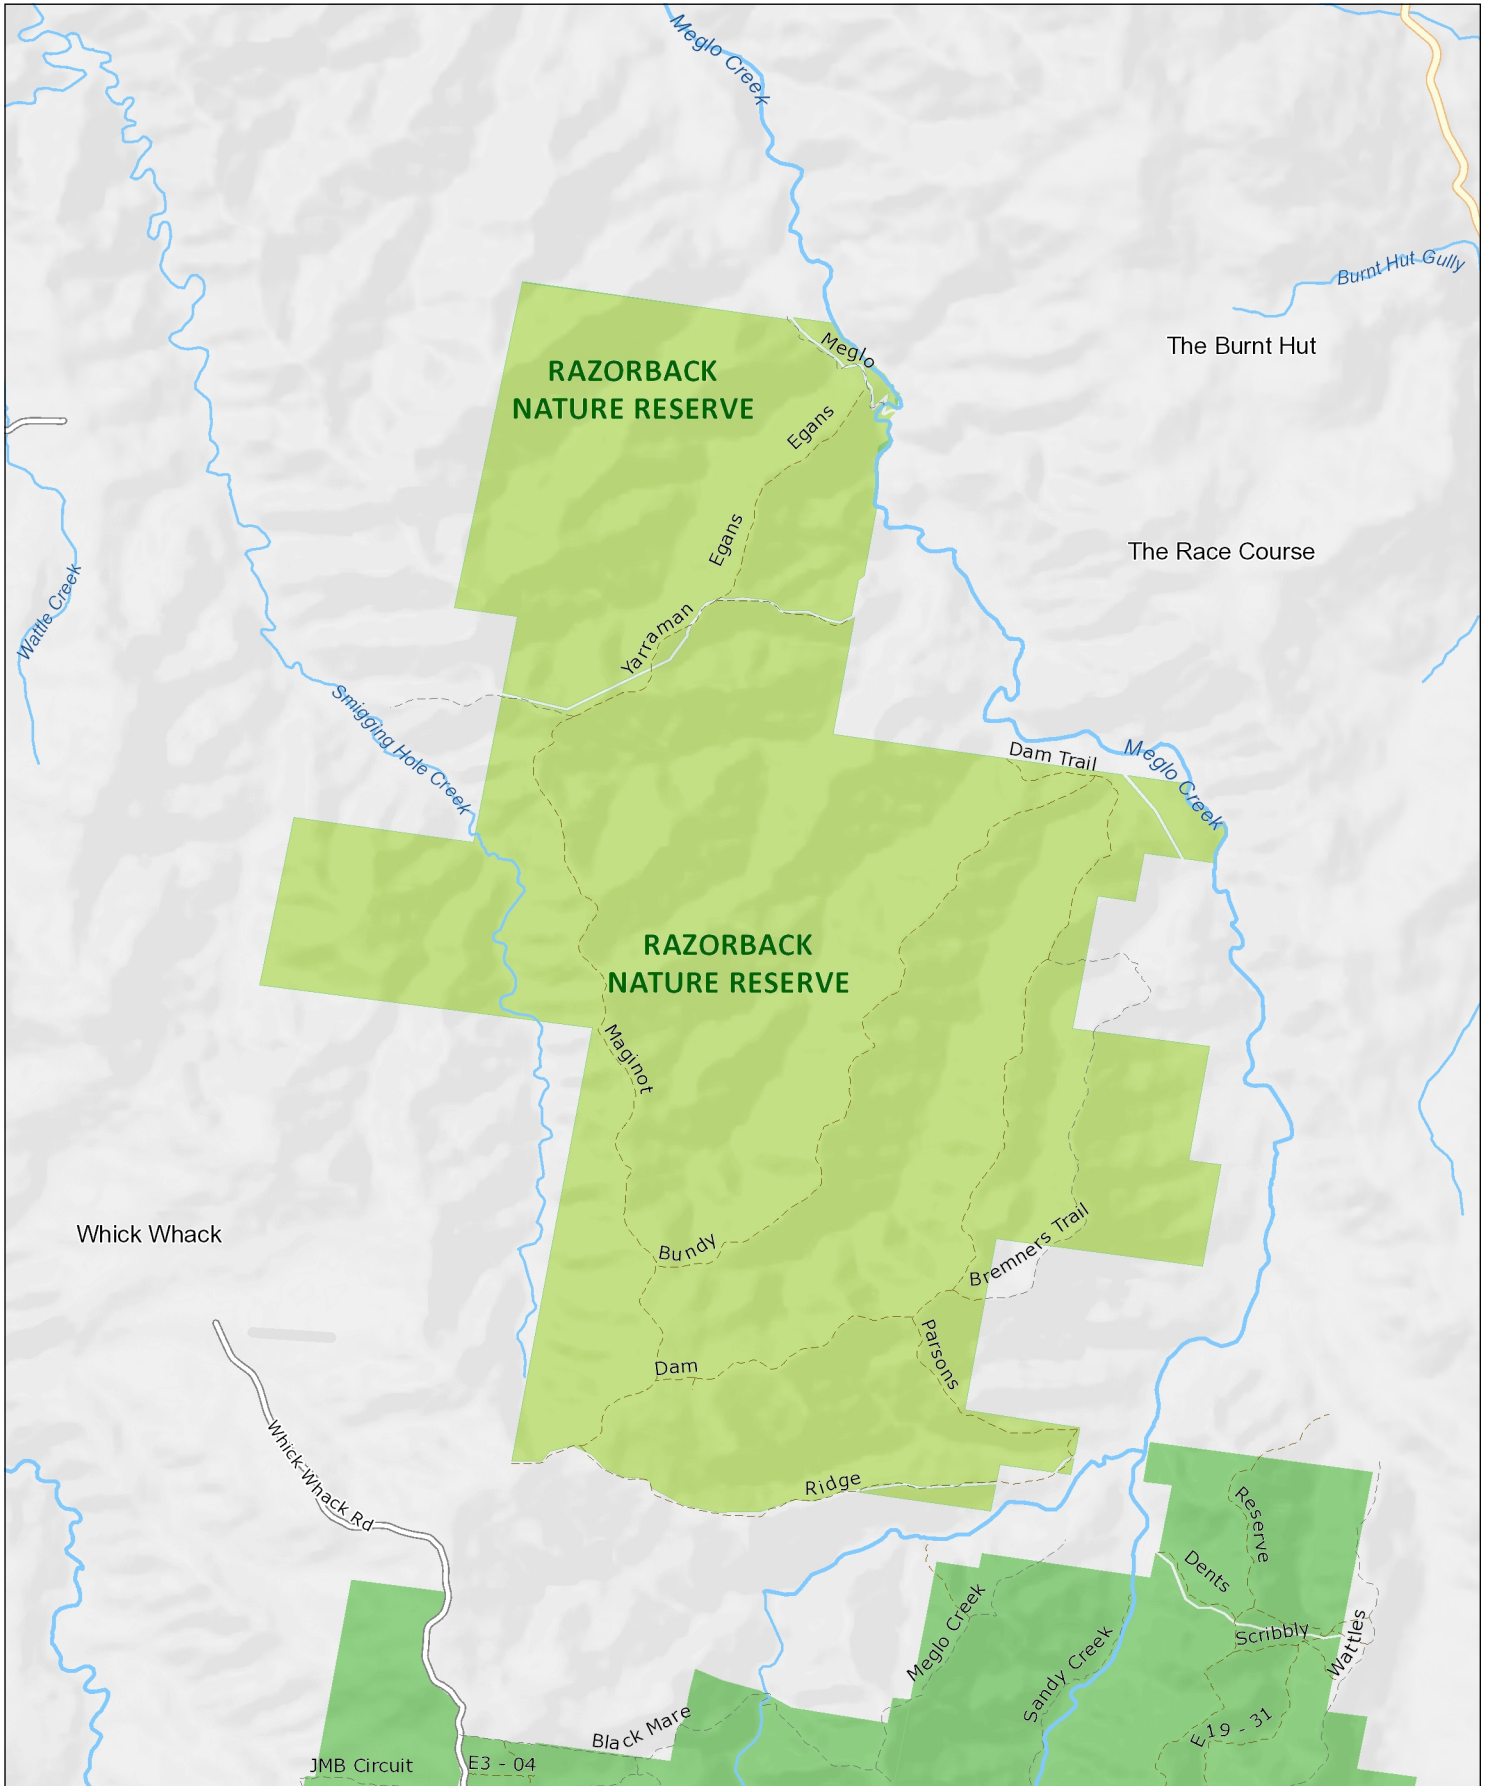 Meglo Creek
Burnt Hut Gully
The Burnt Hut
Meglo
RAZORBACK
NATURE RESERVE
Egans
Egans
The Race Course
Wattle Creek
Yarraman
Smigging Hole Creek
Dam Trail
Meglo Creek
RAZORBACK
NATURE RESERVE
Maginot
Whick Whack
Bundy
Bremners Trail
Dam
Parsons
Whick-Whack Rd
Ridge
Reserve
Dents
Meglo Creek
Scribbly
Wattles
Sandy Creek
Black Mare
E 19 - 31
JMB Circuit
E3 - 04